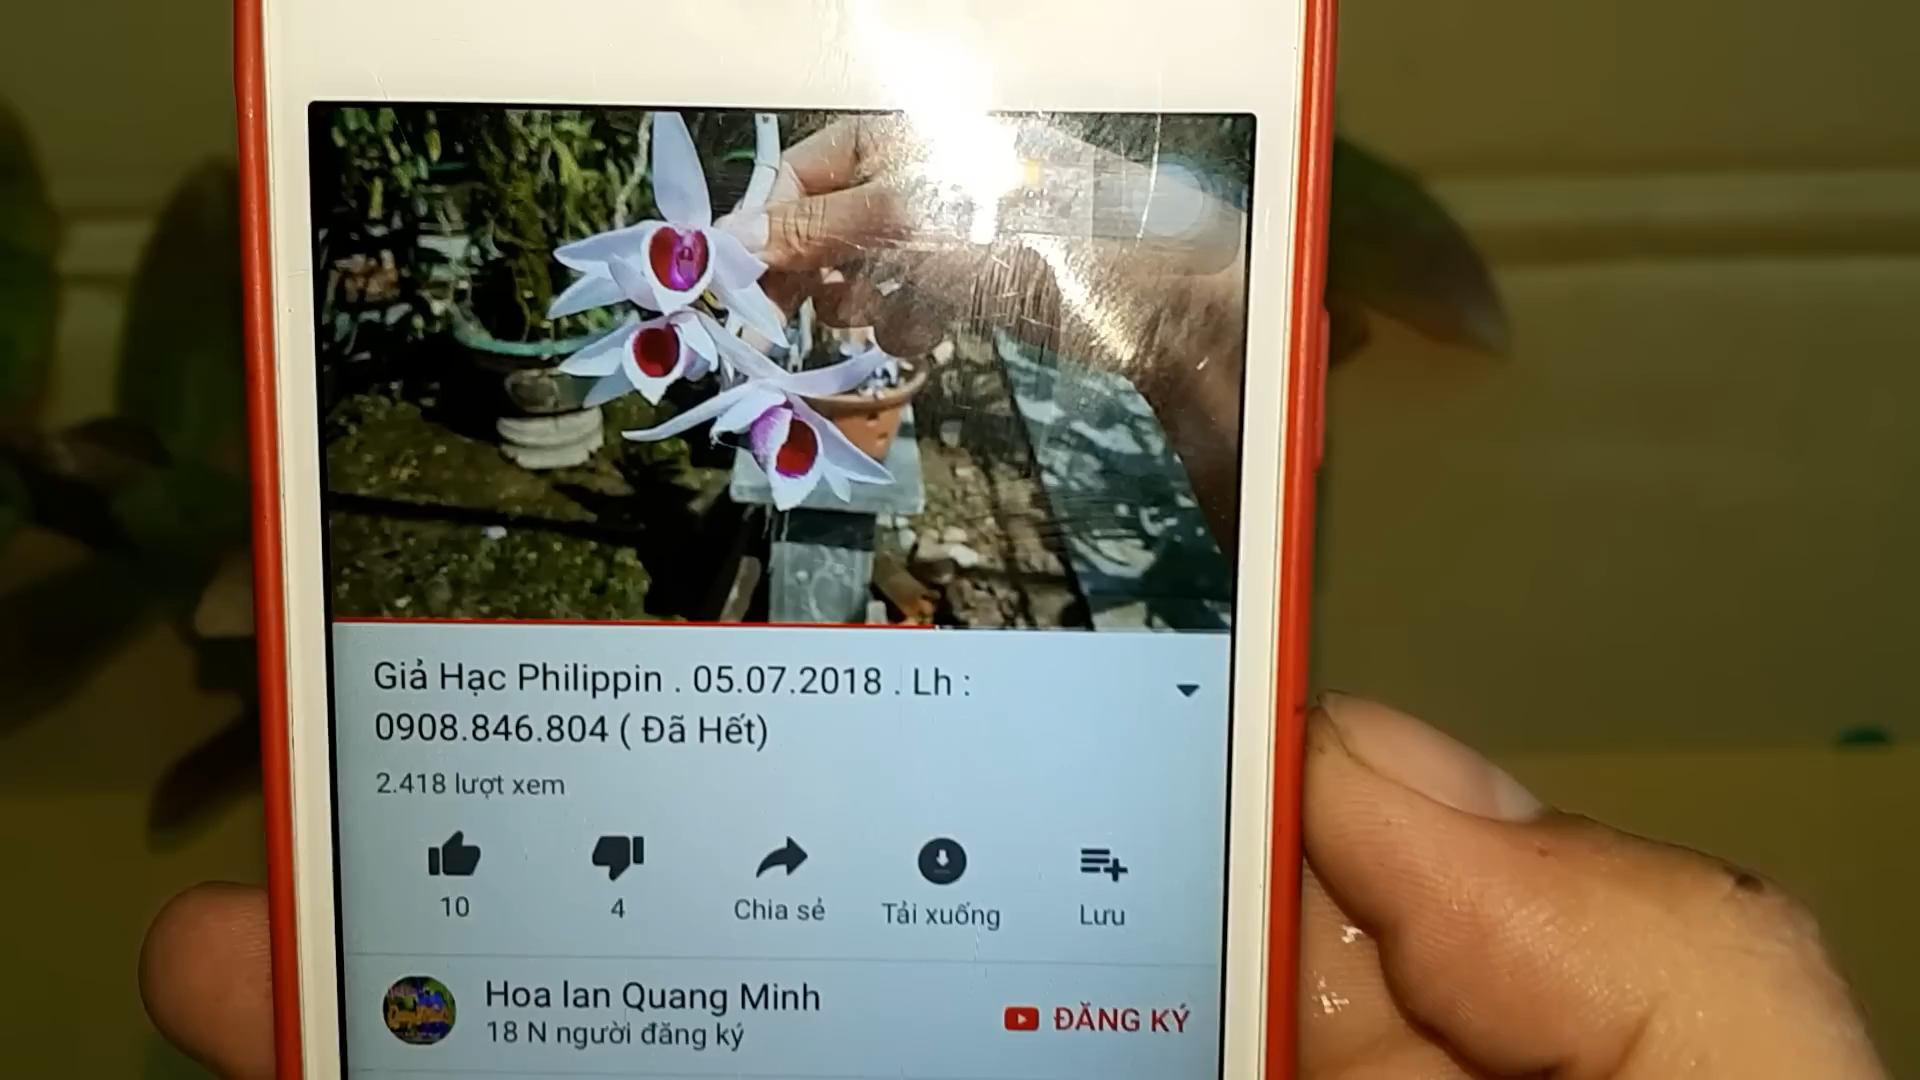 Giả Hạc Philippin . 05.07.2018 . Lh :
0908.846.804 ( Đã Hết)
2.418 lượt xem
10
4
Chia sẻ
Tải xuống
Lưu
Hoa lan Quang Minh
18 N người đăng ký
ĐĂNG KÝ